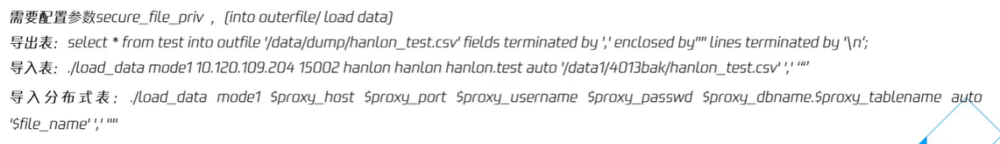 需要配置参数secure_file_priv ，(into outerfile/ load data)
导出表：select * from test into outfile '/data/dump/hanlon_test.csv' fields terminated by ',' enclosed by'"' lines terminated by '\n‘;
导入表：./load_data mode1 10.120.109.204 15002 hanlon hanlon hanlon.test auto '/data1/4013bak/hanlon_test.csv' ',' ‘“’
导入分布式表：./load_data mode1 $proxy_host $proxy_port $proxy_username $proxy_passwd $proxy_dbname.$proxy_tablename auto
'$file_name' ',' '"'